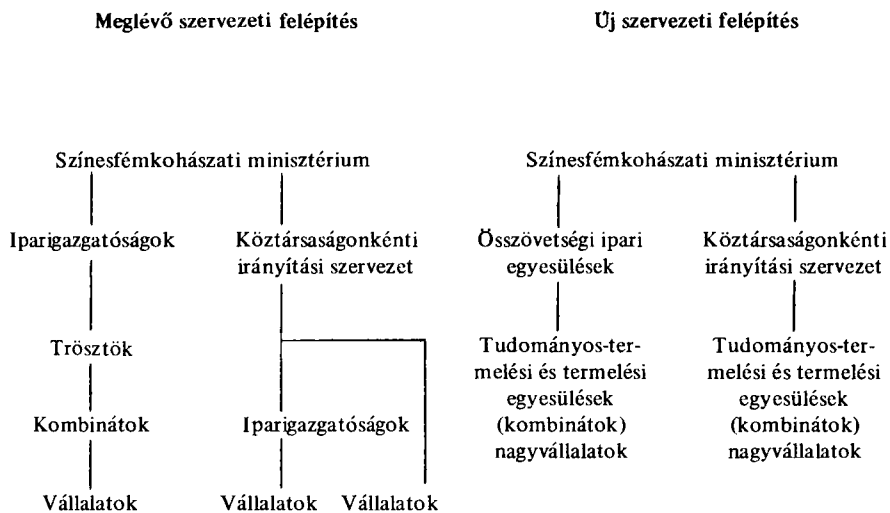 Meglévő szervezeti felépítés
Új szervezeti felépítés
Színesfémkohászati minisztérium
Színesfémkohászati minisztérium
Iparigazgatóságok
Köztársaságonkénti
irányítási szervezet
Összövetségi ipari
egyesülések
Köztársaságonkénti
irányítási szervezet
Trösztök
Tudományos-ter-
melési és termelési
egyesülések
(kombinátok)
nagyvállalatok
Tudományos-ter-
melési és termelési
egyesülések
(kombinátok)
nagyvállalatok
Kombinátok
Iparigazgatóságok
Vállalatok
Vállalatok
Vállalatok